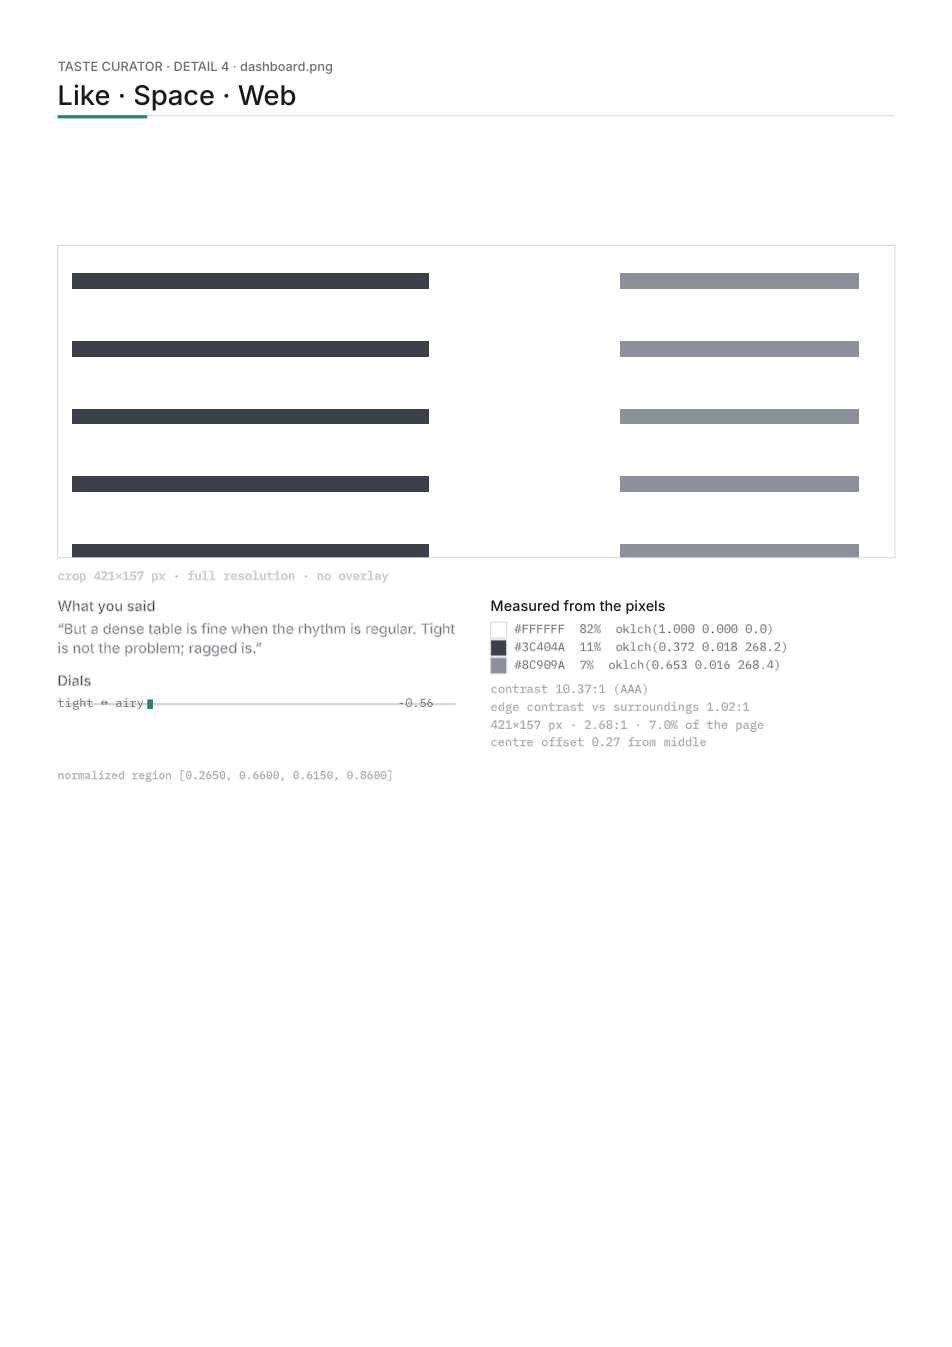 TASTE CURATOR · DETAIL 4 · dashboard.png
Like · Space · Web
crop 421×157 px · full resolution · no overlay
What you said
“But a dense table is fine when the rhythm is regular. Tight
is not the problem; ragged is.”
Dials
tight ↔ airy -0.56
Measured from the pixels
#FFFFFF 82% oklch(1.000 0.000 0.0)
#3C404A 11% oklch(0.372 0.018 268.2)
#8C909A 7% oklch(0.653 0.016 268.4)
contrast 10.37:1 (AAA)
edge contrast vs surroundings 1.02:1
421×157 px · 2.68:1 · 7.0% of the page
centre offset 0.27 from middle
normalized region [0.2650, 0.6600, 0.6150, 0.8600]